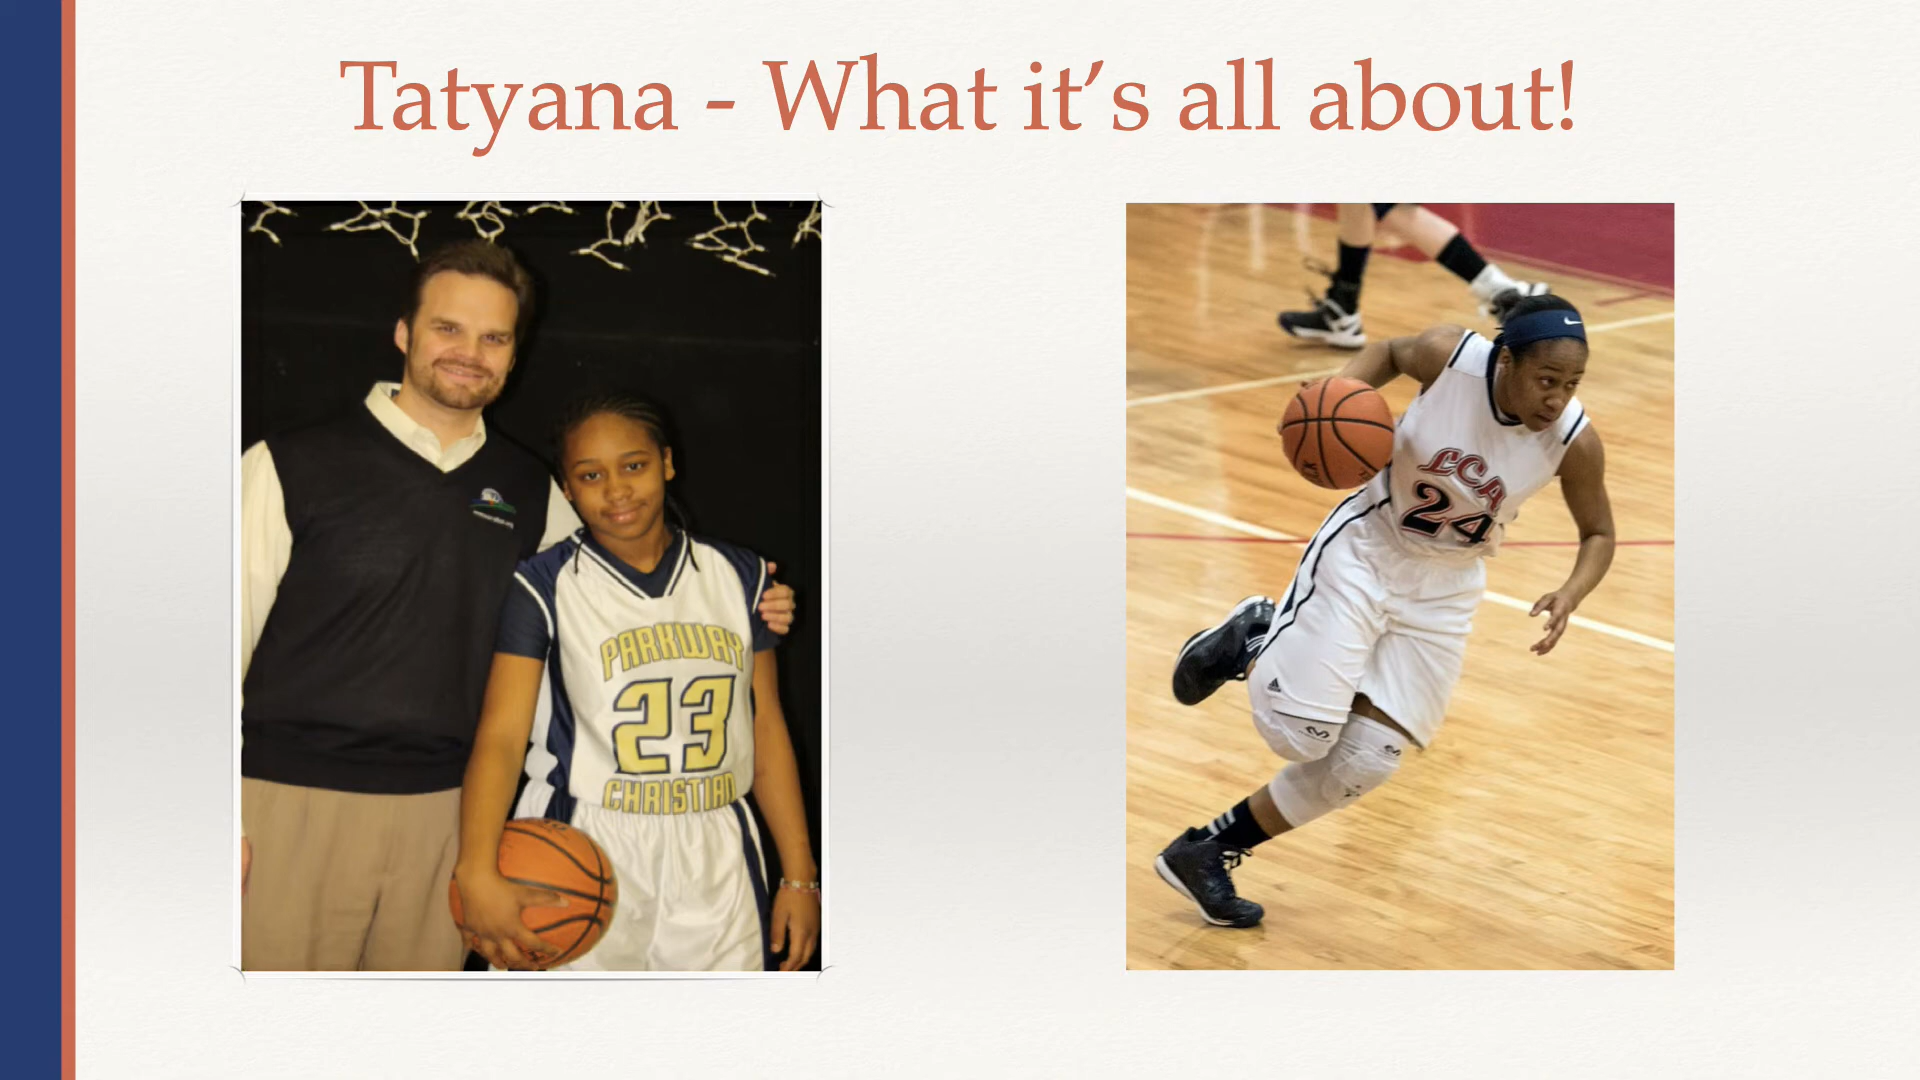 Tatyana - What it's all about!
PARKWAY
23
CHRISTIAN
LCA
24